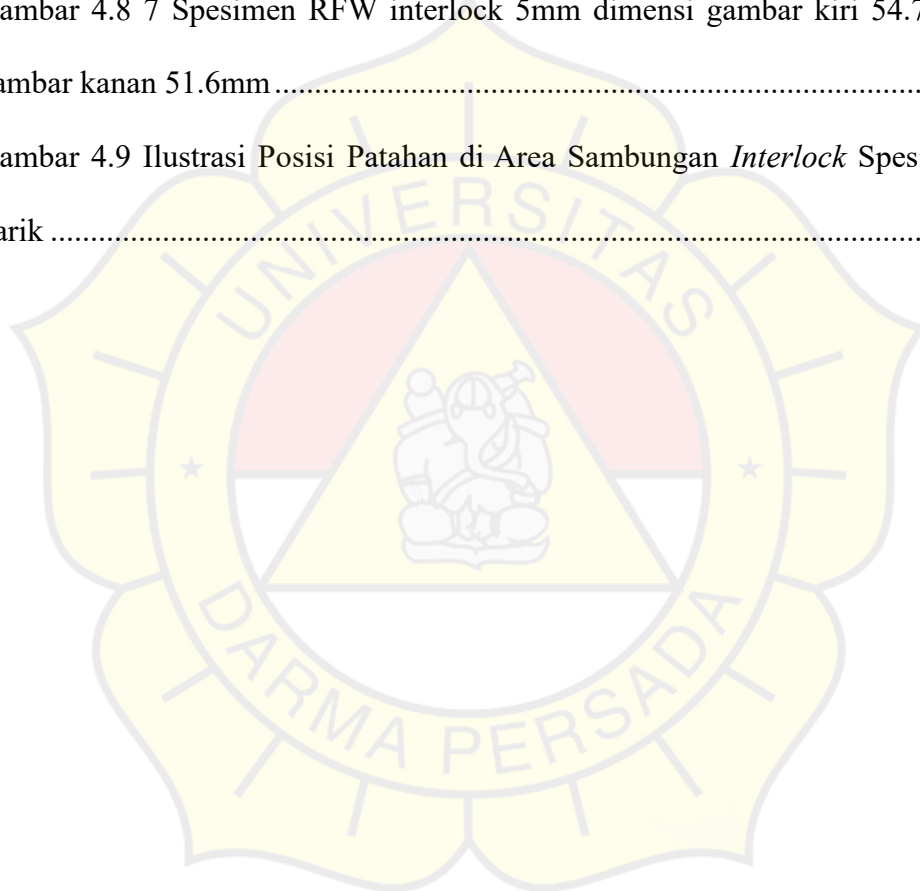 ambar 4.8 7 Spesimen RFW interlock 5mm dimensi gambar kiri 54.7
ambar kanan 51.6mm ........................................................................................
ambar 4.9 Ilustrasi Posisi Patahan di Area Sambungan Interlock Spes
arik ....................................................................................................................
UNIVERSITAS
DARMA PERSADA